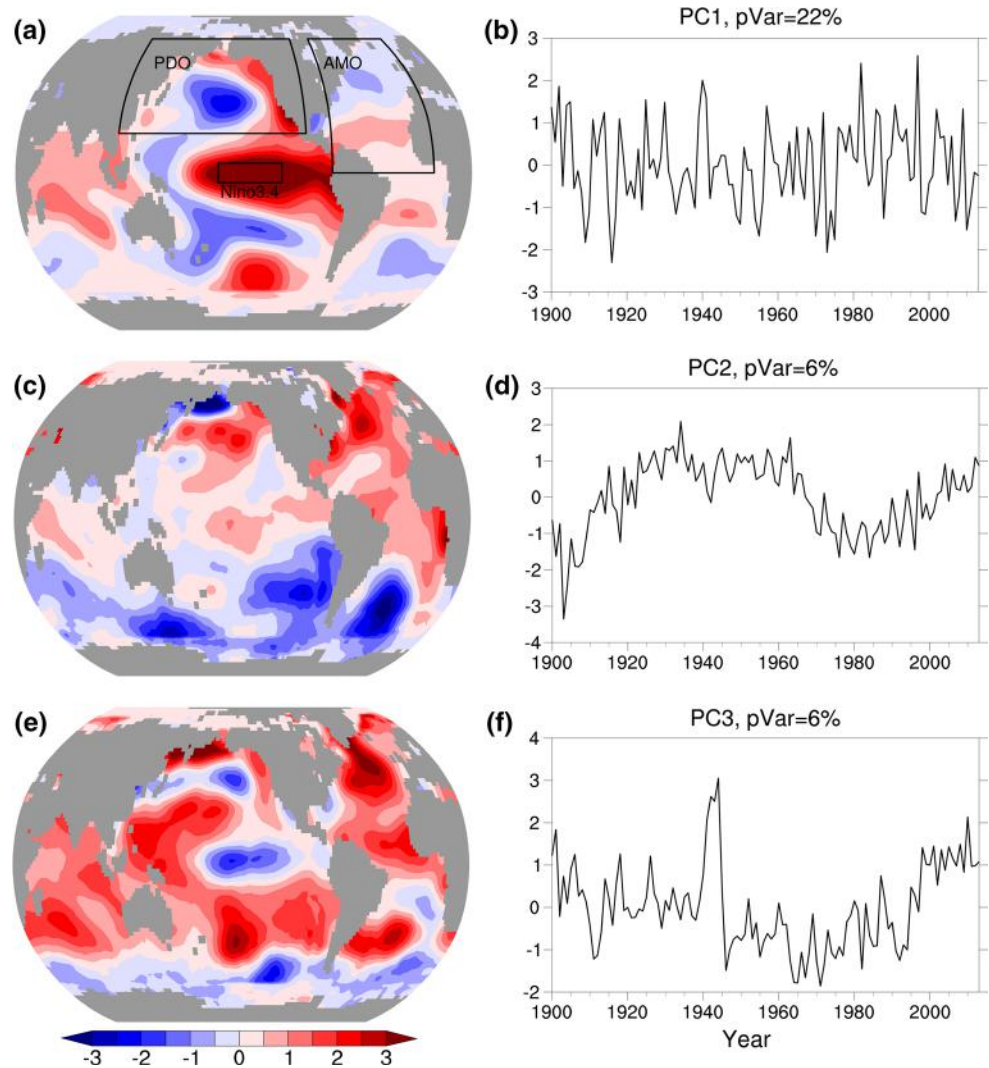 (a)
PDO
AMO
Nino3.4
(b)
PC1, pVar=22%
3
2
1
0
-1
-2
-3
1900 1920 1940 1960 1980 2000
(c)
(d)
PC2, pVar=6%
3
2
1
0
-1
-2
-3
-4
1900 1920 1940 1960 1980 2000
(e)
-3 -2 -1 0 1 2 3
(f)
PC3, pVar=6%
4
3
2
1
0
-1
-2
1900 1920 1940 1960 1980 2000
Year